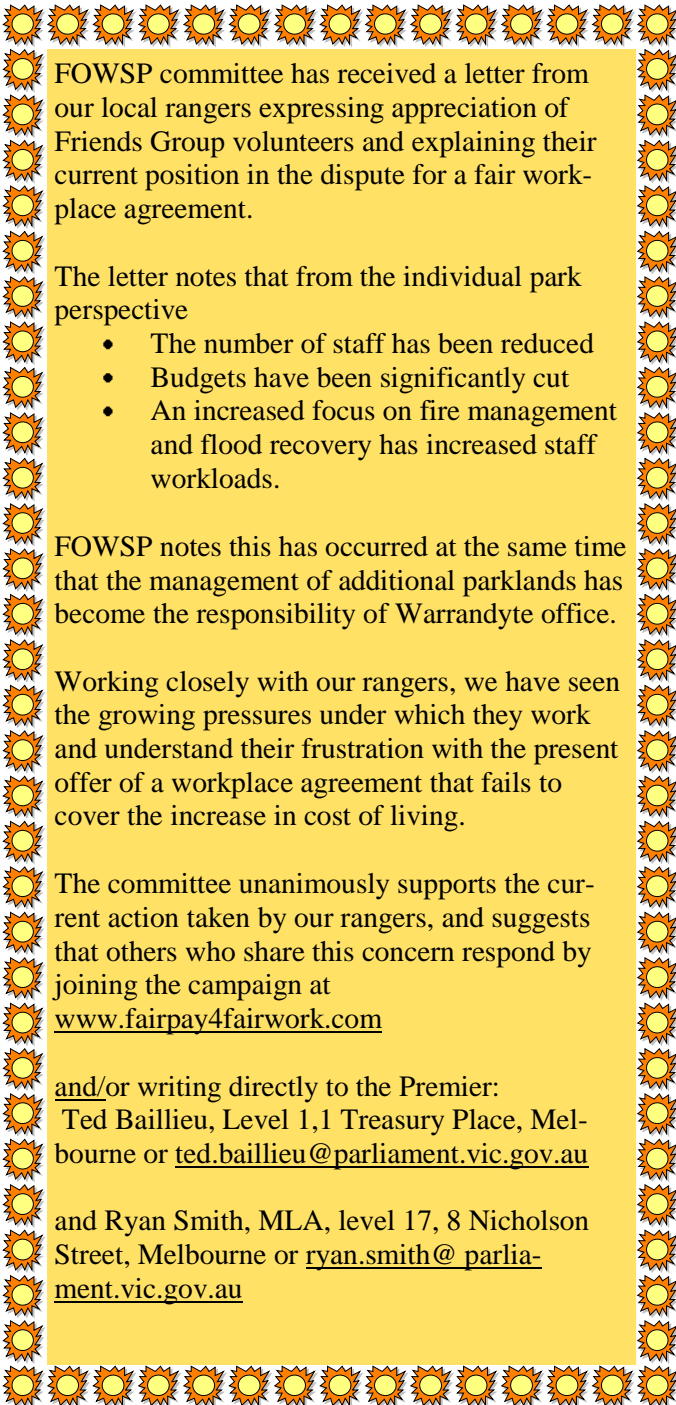 FOWSP committee has received a letter from
our local rangers expressing appreciation of
Friends Group volunteers and explaining their
current position in the dispute for a fair work-
place agreement.
The letter notes that from the individual park
perspective
• The number of staff has been reduced
• Budgets have been significantly cut
• An increased focus on fire management
and flood recovery has increased staff
workloads.
FOWSP notes this has occurred at the same time
that the management of additional parklands has
become the responsibility of Warrandyte office.
Working closely with our rangers, we have seen
the growing pressures under which they work
and understand their frustration with the present
offer of a workplace agreement that fails to
cover the increase in cost of living.
The committee unanimously supports the cur-
rent action taken by our rangers, and suggests
that others who share this concern respond by
joining the campaign at
www.fairpay4fairwork.com
and/or writing directly to the Premier:
Ted Baillieu, Level 1,1 Treasury Place, Mel-
bourne or ted.baillieu@parliament.vic.gov.au
and Ryan Smith, MLA, level 17, 8 Nicholson
Street, Melbourne or ryan.smith@ parlia-
ment.vic.gov.au